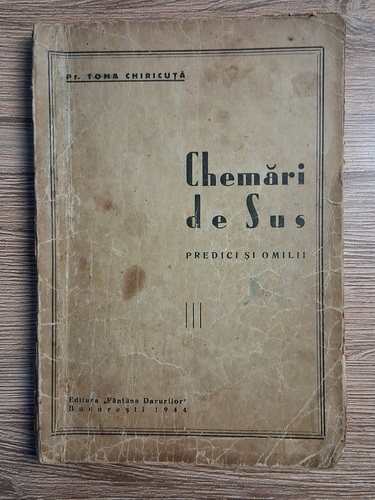 Pr. TOMA CHIRICUȚĂ
Chemări
de Sus
PREDICI ȘI OMILII
III
Editura „Fântâna Darurilor"
București 1944